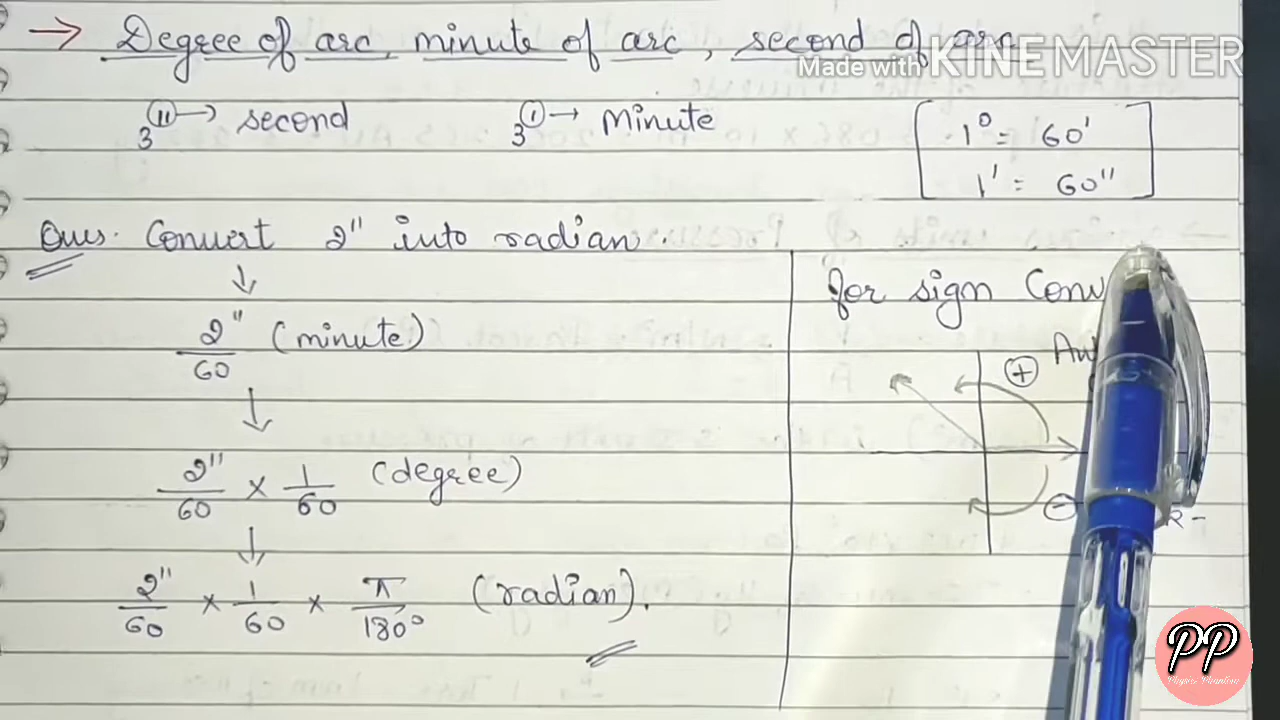 → Degree of arc, minute of arc, second of arc
Made with KINEMASTER
3'' → second 3' → Minute
1° = 60'
1' = 60''
Ques. Convert 2'' into radian.
for sign
2''/60 (minute)
+
2''/60 × 1/60 (degree)
-
2''/60 × 1/60 × π/180° (radian).
PP
Physics Phantom